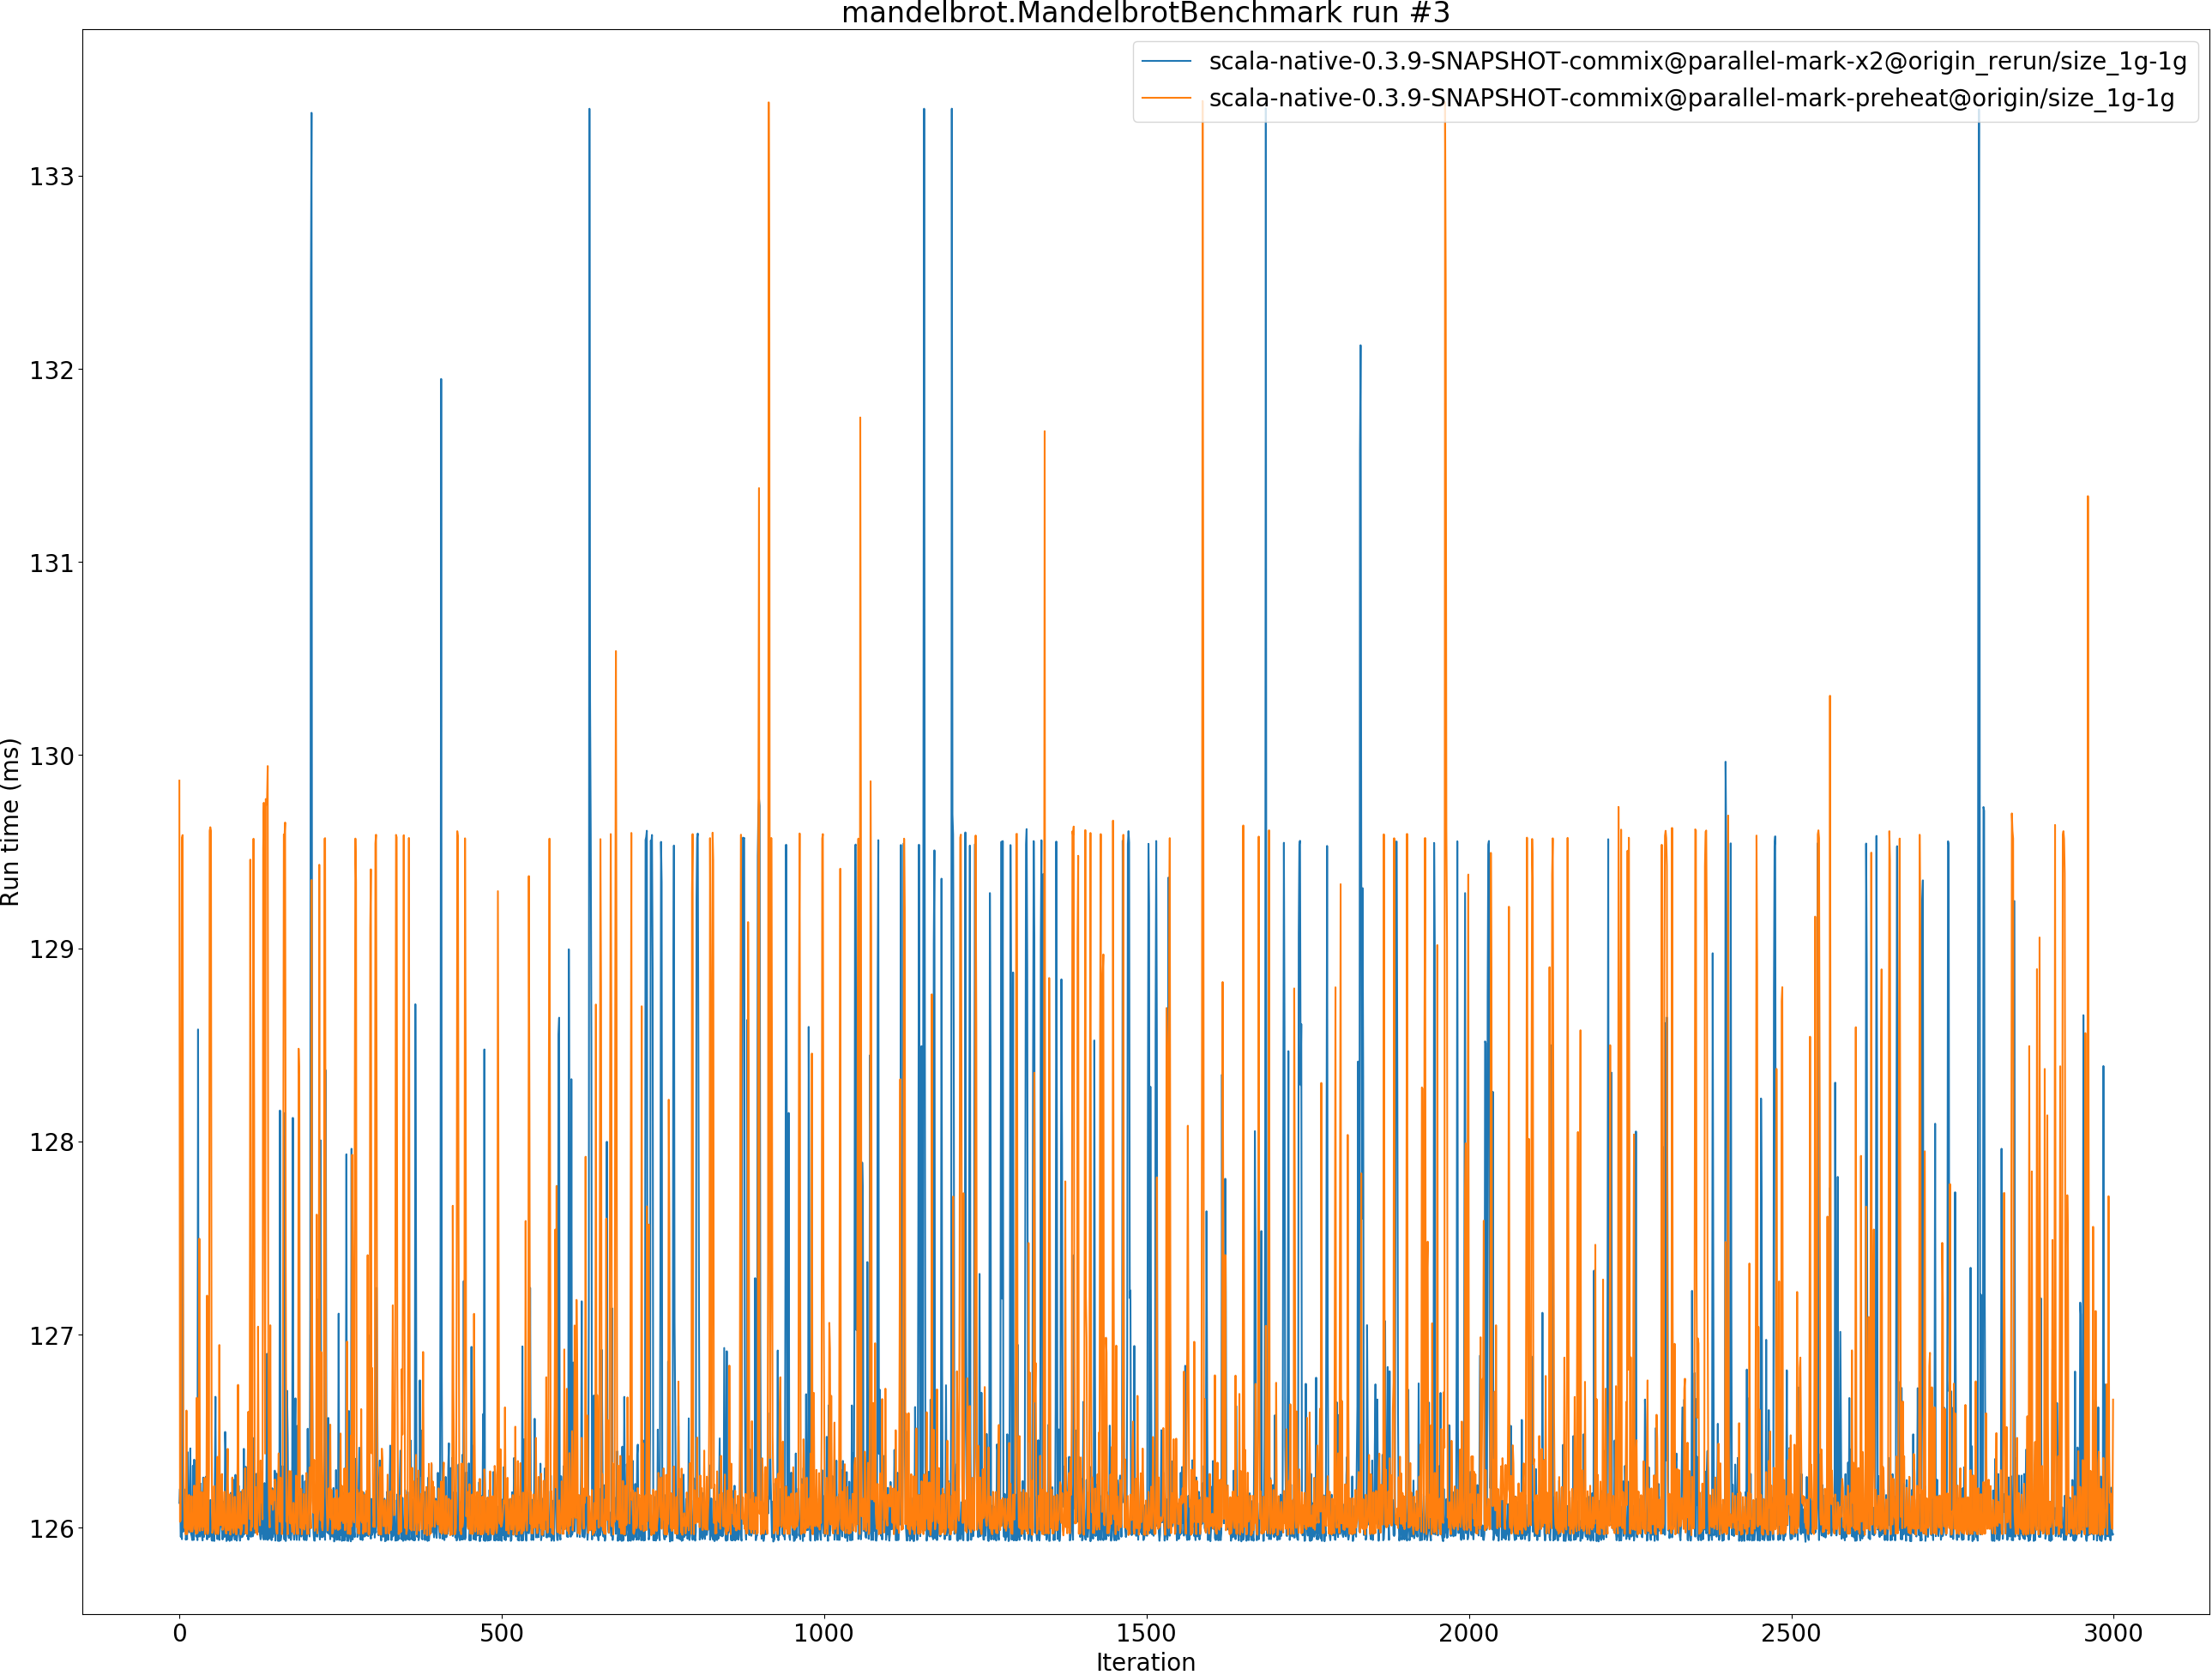 mandelbrot.MandelbrotBenchmark run #3
scala-native-0.3.9-SNAPSHOT-commix@parallel-mark-x2@origin_rerun/size_1g-1g
scala-native-0.3.9-SNAPSHOT-commix@parallel-mark-preheat@origin/size_1g-1g
133
132
131
130
129
128
127
126
Run time (ms)
0 500 1000 1500 2000 2500 3000
Iteration